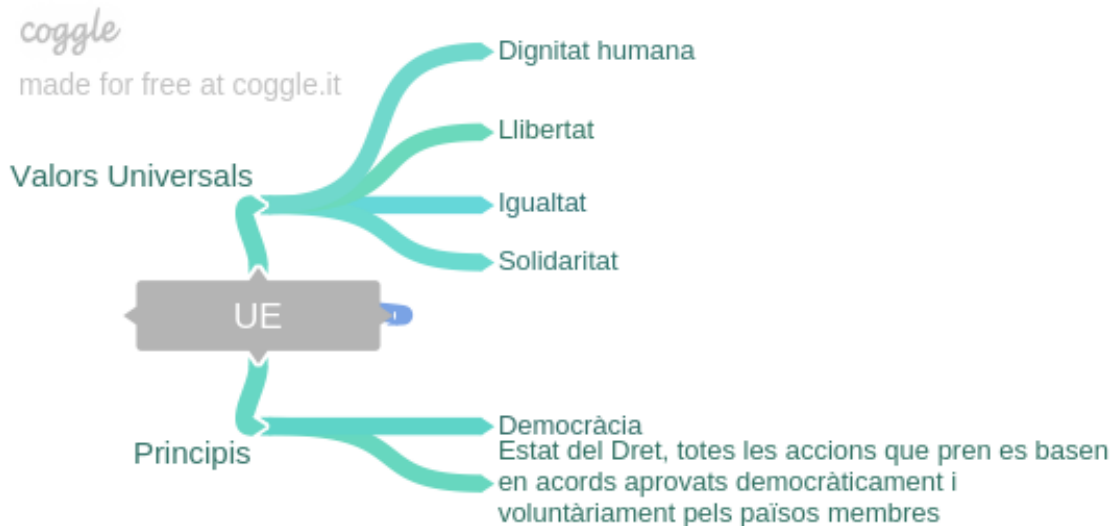 coggle
made for free at coggle.it
Dignitat humana
Llibertat
Valors Universals
Igualtat
Solidaritat
UE
Democràcia
Principis
Estat del Dret, totes les accions que pren es basen
en acords aprovats democràticament i
voluntàriament pels països membres